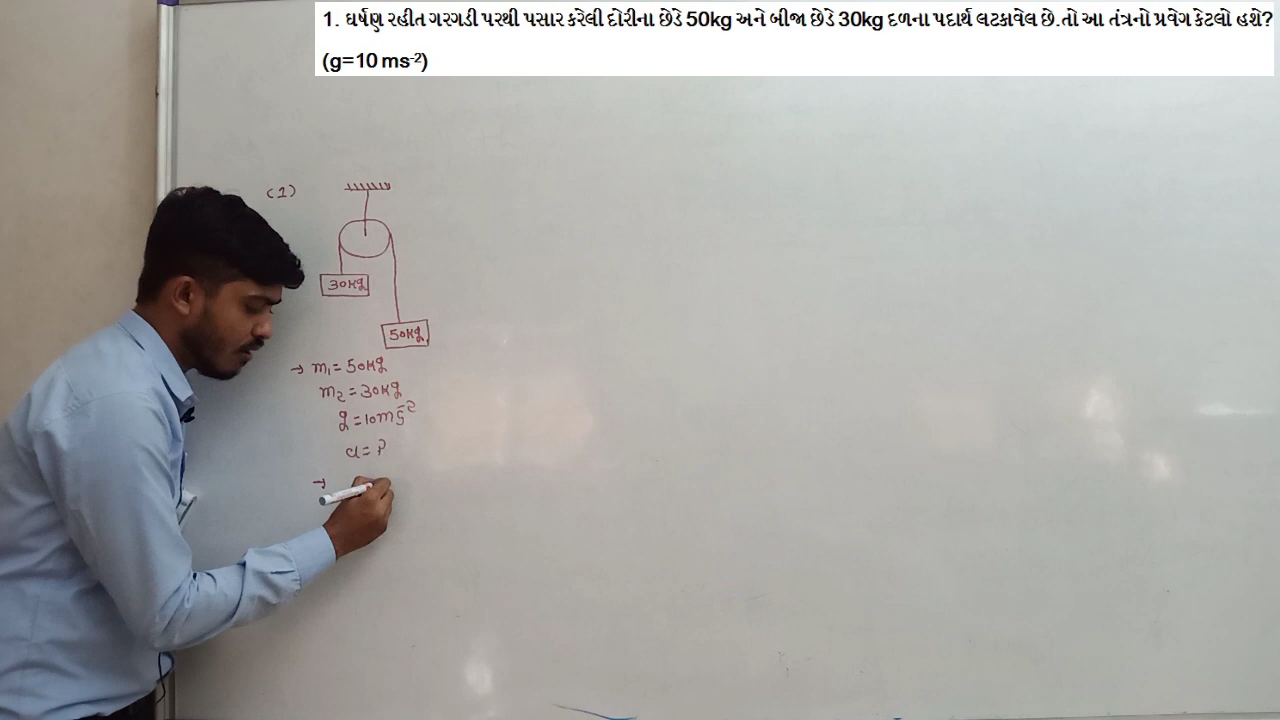 1. ઘર્ષણ રહીત ગરગડી પરથી પસાર કરેલી દોરીના છેડે 50kg અને બીજા છેડે 30kg દળના પદાર્થ લટકાવેલ છે.તો આ તંત્રનો પ્રવેગ કેટલો હશે?
(g=10 ms⁻²)
(1)
30kg
50kg
→ m₁ = 50kg
m₂ = 30kg
g = 10ms⁻²
a = ?
→